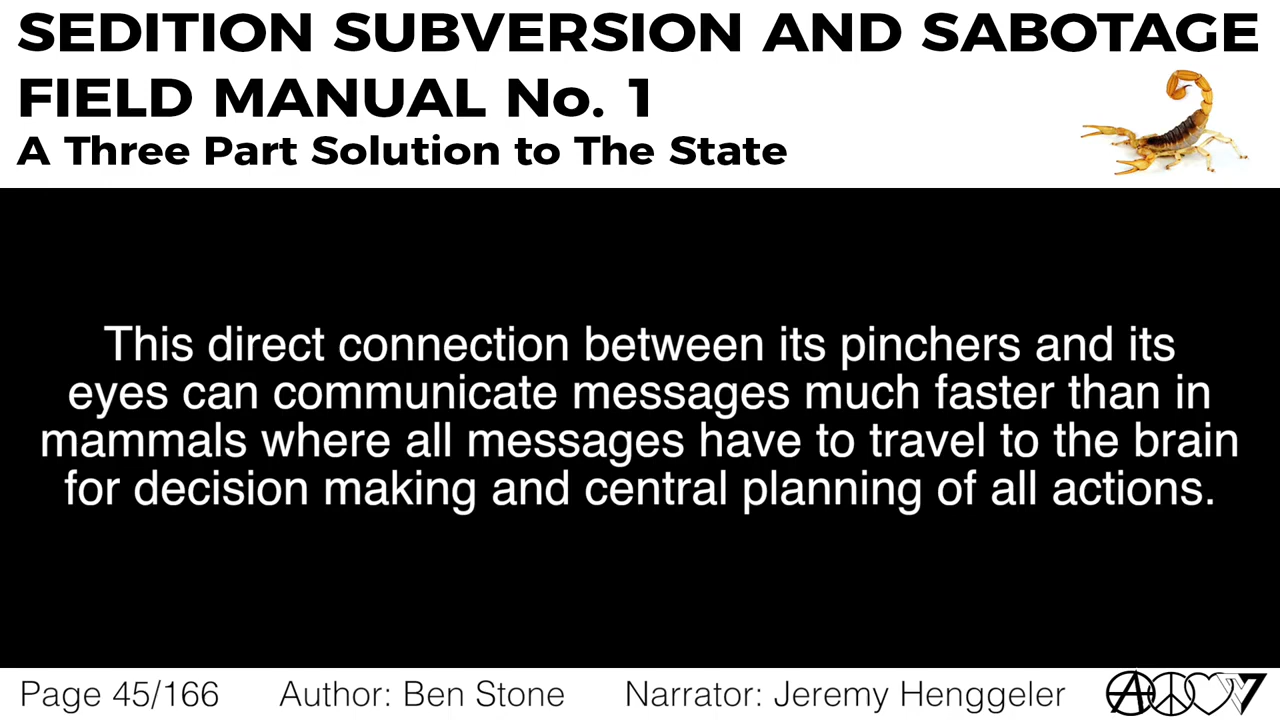 SEDITION SUBVERSION AND SABOTAGE
FIELD MANUAL No. 1
A Three Part Solution to The State
This direct connection between its pinchers and its
eyes can communicate messages much faster than in
mammals where all messages have to travel to the brain
for decision making and central planning of all actions.
Page 45/166 Author: Ben Stone Narrator: Jeremy Henggeler